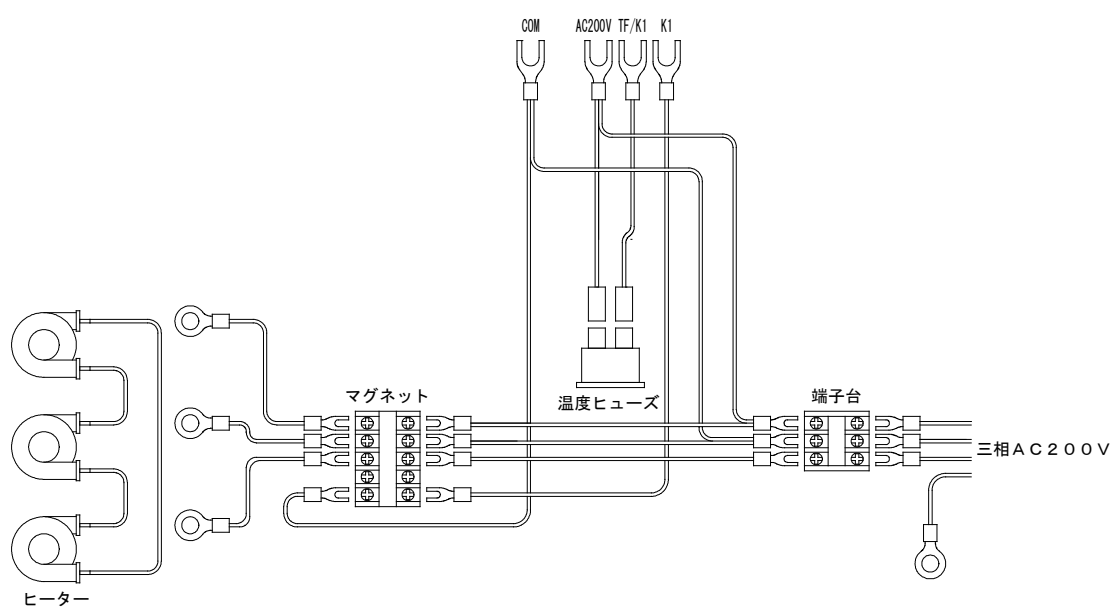 COM AC200V TF/K1 K1
マグネット
温度ヒューズ
端子台
三相AC200V
ヒーター